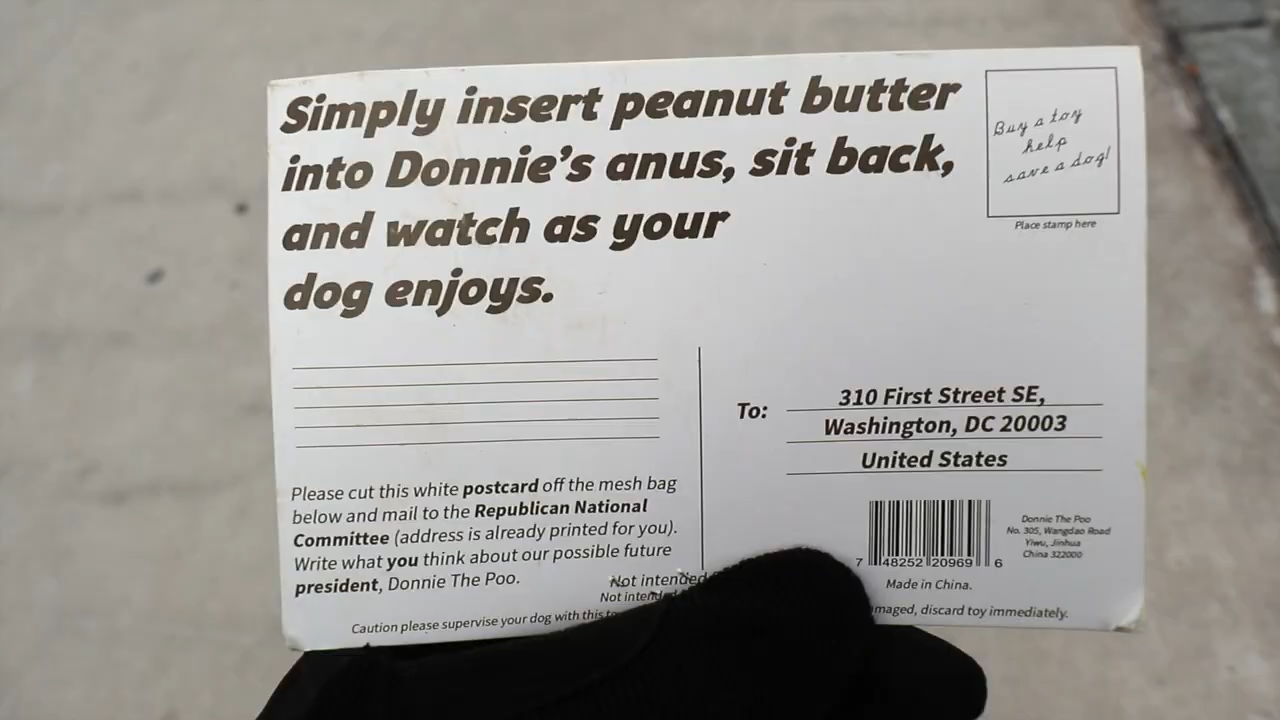 Simply insert peanut butter
into Donnie's anus, sit back,
and watch as your
dog enjoys.
Buy a toy
help
save a dog!
Place stamp here
Please cut this white postcard off the mesh bag
below and mail to the Republican National
Committee (address is already printed for you).
Write what you think about our possible future
president, Donnie The Poo.
To:
310 First Street SE,
Washington, DC 20003
United States
7 48252 20969 6
Donnie The Poo
No. 305, Wangdao Road
Yiwu, Jinhua
China 322000
Made in China.
Not intended
Not intended
Caution please supervise your dog with this
discard toy immediately.